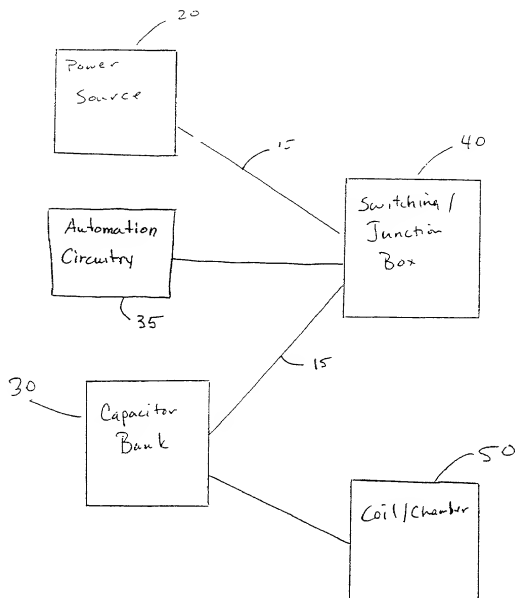 20
Power
Source
15
40
Switching/
Junction
Box
Automation
Circuitry
35
15
30
Capacitor
Bank
50
Coil/Chamber